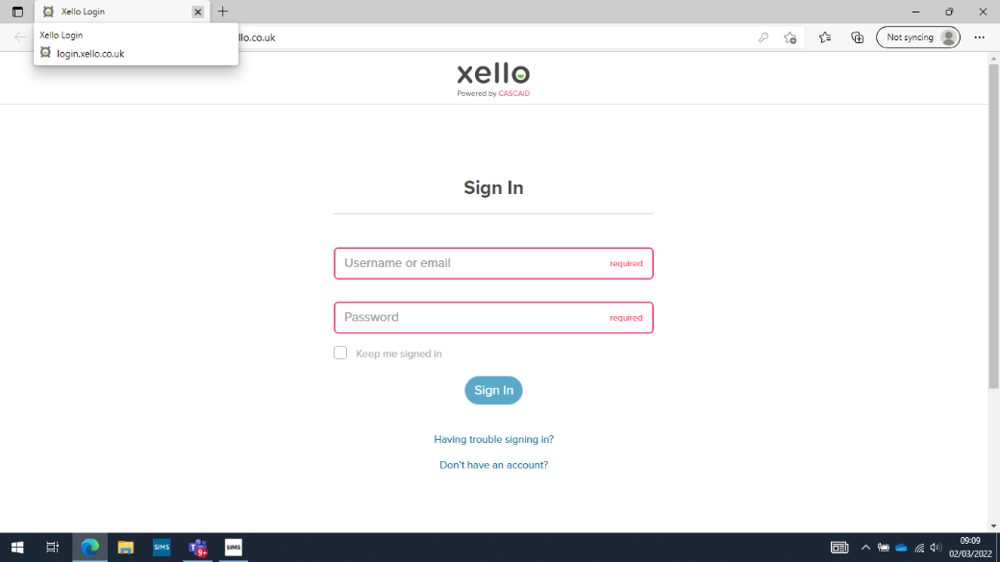 Xello Login
Xello Login
login.xello.co.uk
llo.co.uk
Not syncing
xello
Powered by CASCAID
Sign In
Username or email required
Password required
Keep me signed in
Sign In
Having trouble signing in?
Don't have an account?
SIMS
T
9+
SIMS
09:09
02/03/2022